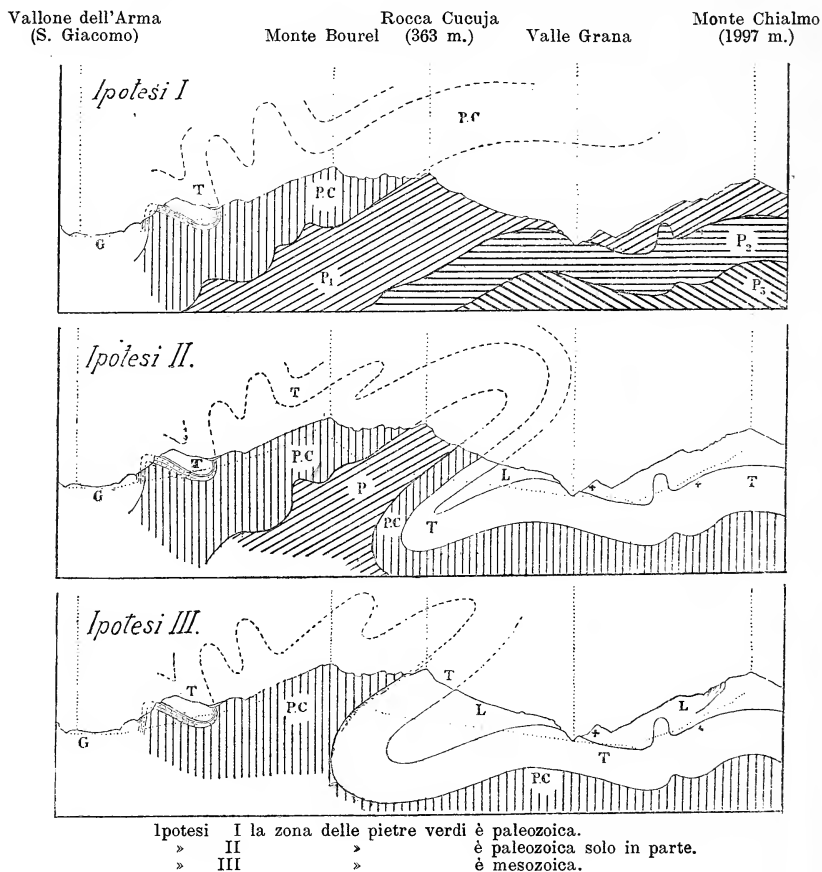 Vallone dell'Arma
(S. Giacomo)
Monte Bourel
Rocca Cucuja
(363 m.)
Valle Grana
Monte Chialmo
(1997 m.)
Ipotesi I
P.C
T
P.C
G
P₁
P₂
P₃
Ipotesi II.
T
T
P.C
G
P
P.C
T
L
+
+
T
Ipotesi III.
T
P.C
G
T
L
+
L
+
T
P.C
Ipotesi I la zona delle pietre verdi è paleozoica.
» II » è paleozoica solo in parte.
» III » è mesozoica.